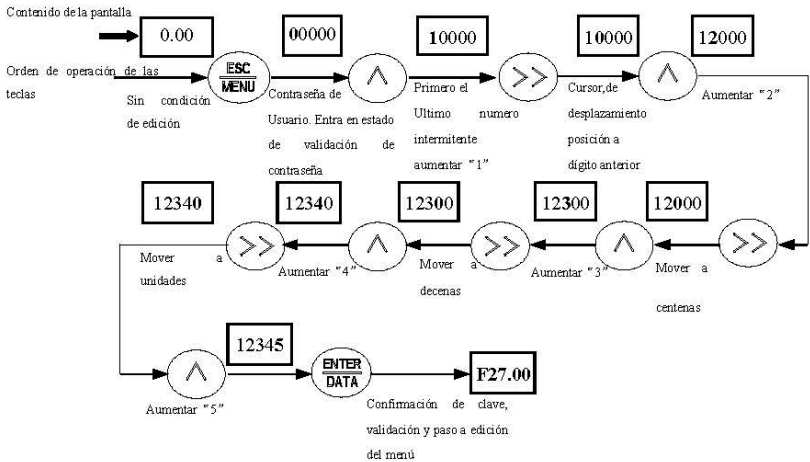 Contenido de la pantalla
0.00
00000
10000
10000
12000
Orden de operación de las
teclas
Sin condición
de edición
ESC
MENU
Contraseña de
Usuario. Entra en estado
de validación de
contraseña
Primero el
Ultimo numero
intermitente
aumentar “1”
>>
Cursor,de
desplazamiento
posición a
dígito anterior
Aumentar “2”
12340
12340
12300
12300
12000
Mover a
unidades
>>
Aumentar “4”
Mover a
decenas
>>
Aumentar “3”
Mover a
centenas
>>
12345
F27.00
Aumentar “5”
ENTER
DATA
Confirmación de clave,
validación y paso a edición
del menú